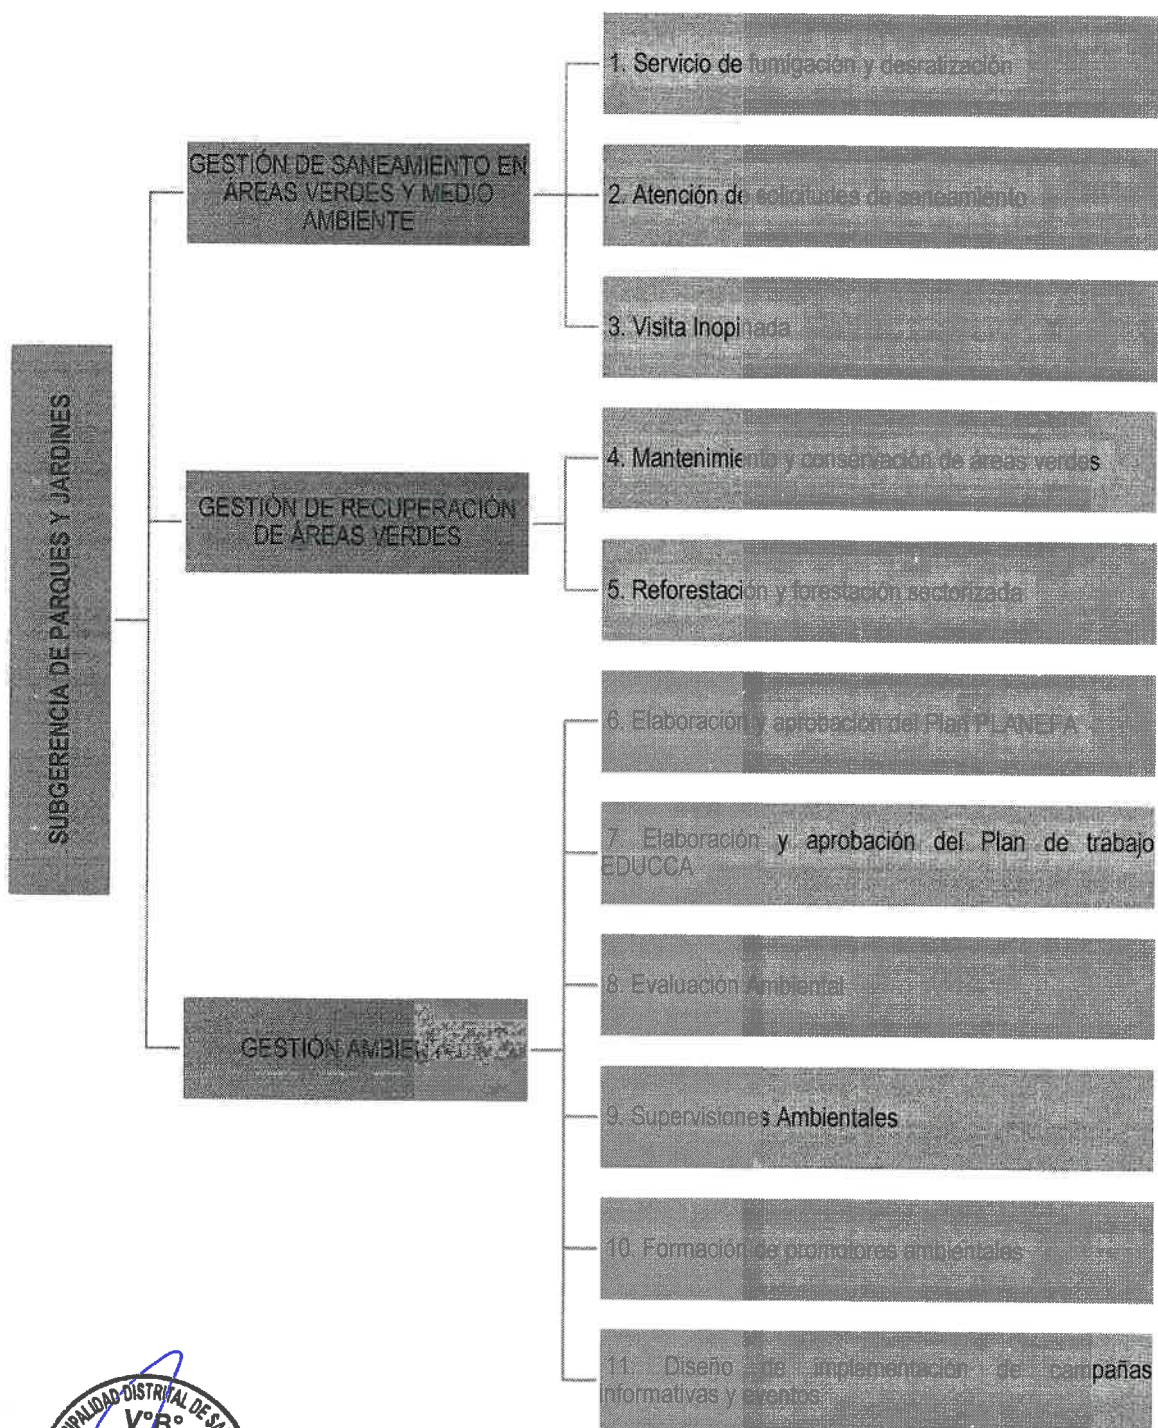 SUBGERENCIA DE PARQUES Y JARDINES
GESTIÓN DE SANEAMIENTO EN
ÁREAS VERDES Y MEDIO
AMBIENTE
1. Servicio de fumigación y desratización
2. Atención de solicitudes de saneamiento
3. Visita Inopinada
GESTIÓN DE RECUPERACIÓN
DE ÁREAS VERDES
4. Mantenimiento y conservación de áreas verdes
5. Reforestación y forestación sectorizada
GESTIÓN
6. Elaboración y aprobación del Plan PLANEFA
7. Elaboración y aprobación del Plan de trabajo
EDUCCA
8. Evaluación Ambiental
9. Supervisiones Ambientales
10. Formación de promotores ambientales
11. Diseño de implementación de campañas
informativas y eventos
DISTRITAL DE
V°B°